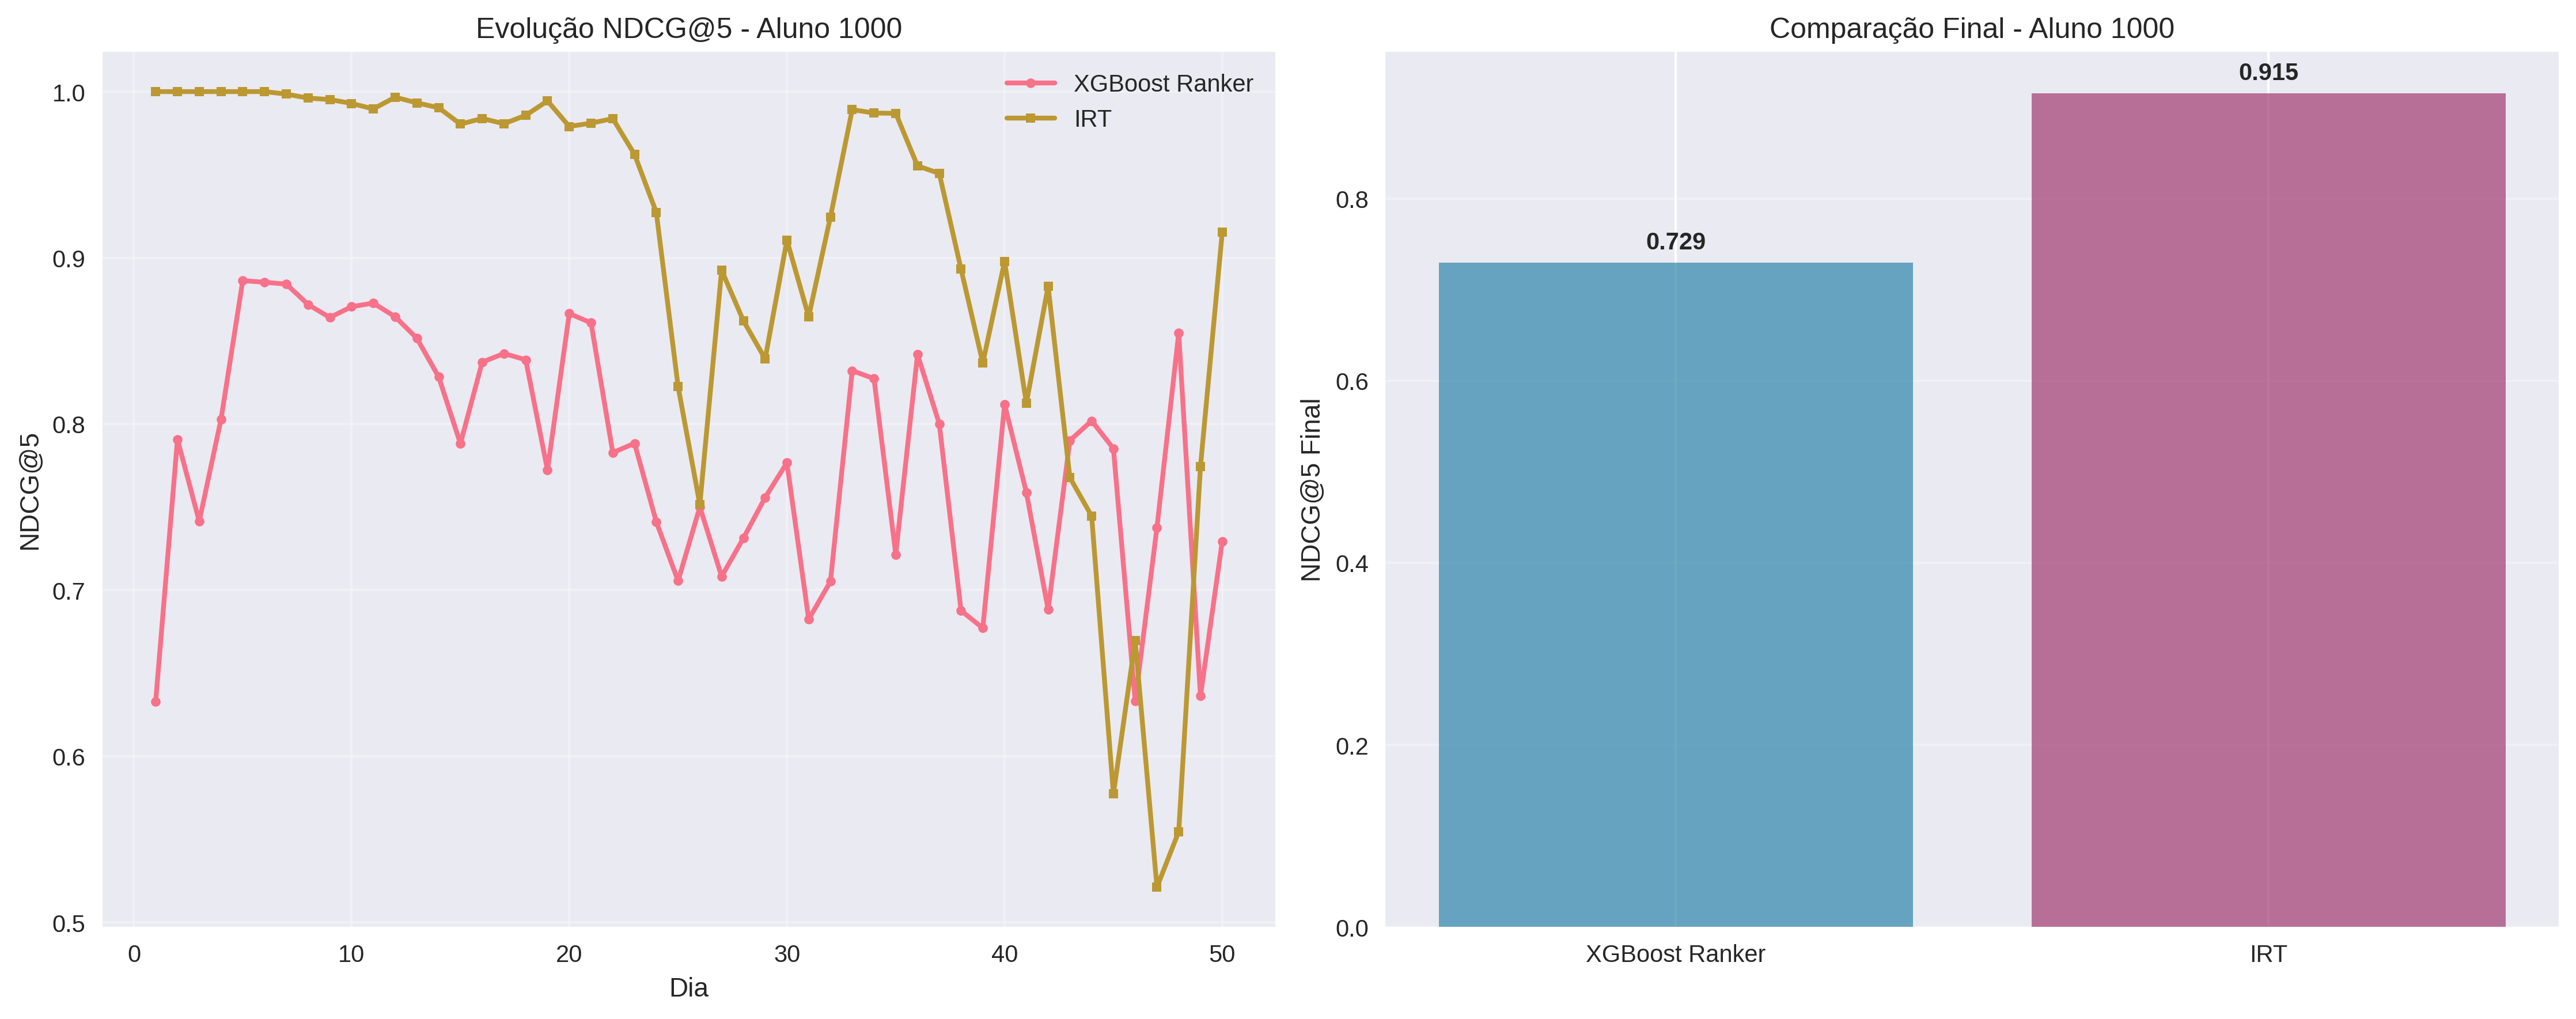 Evolução NDCG@5 - Aluno 1000
XGBoost Ranker
IRT
1.0
0.9
0.8
0.7
0.6
0.5
NDCG@5
0
10
20
30
40
50
Dia
Comparação Final - Aluno 1000
0.729
0.915
0.8
0.6
0.4
0.2
0.0
NDCG@5 Final
XGBoost Ranker
IRT